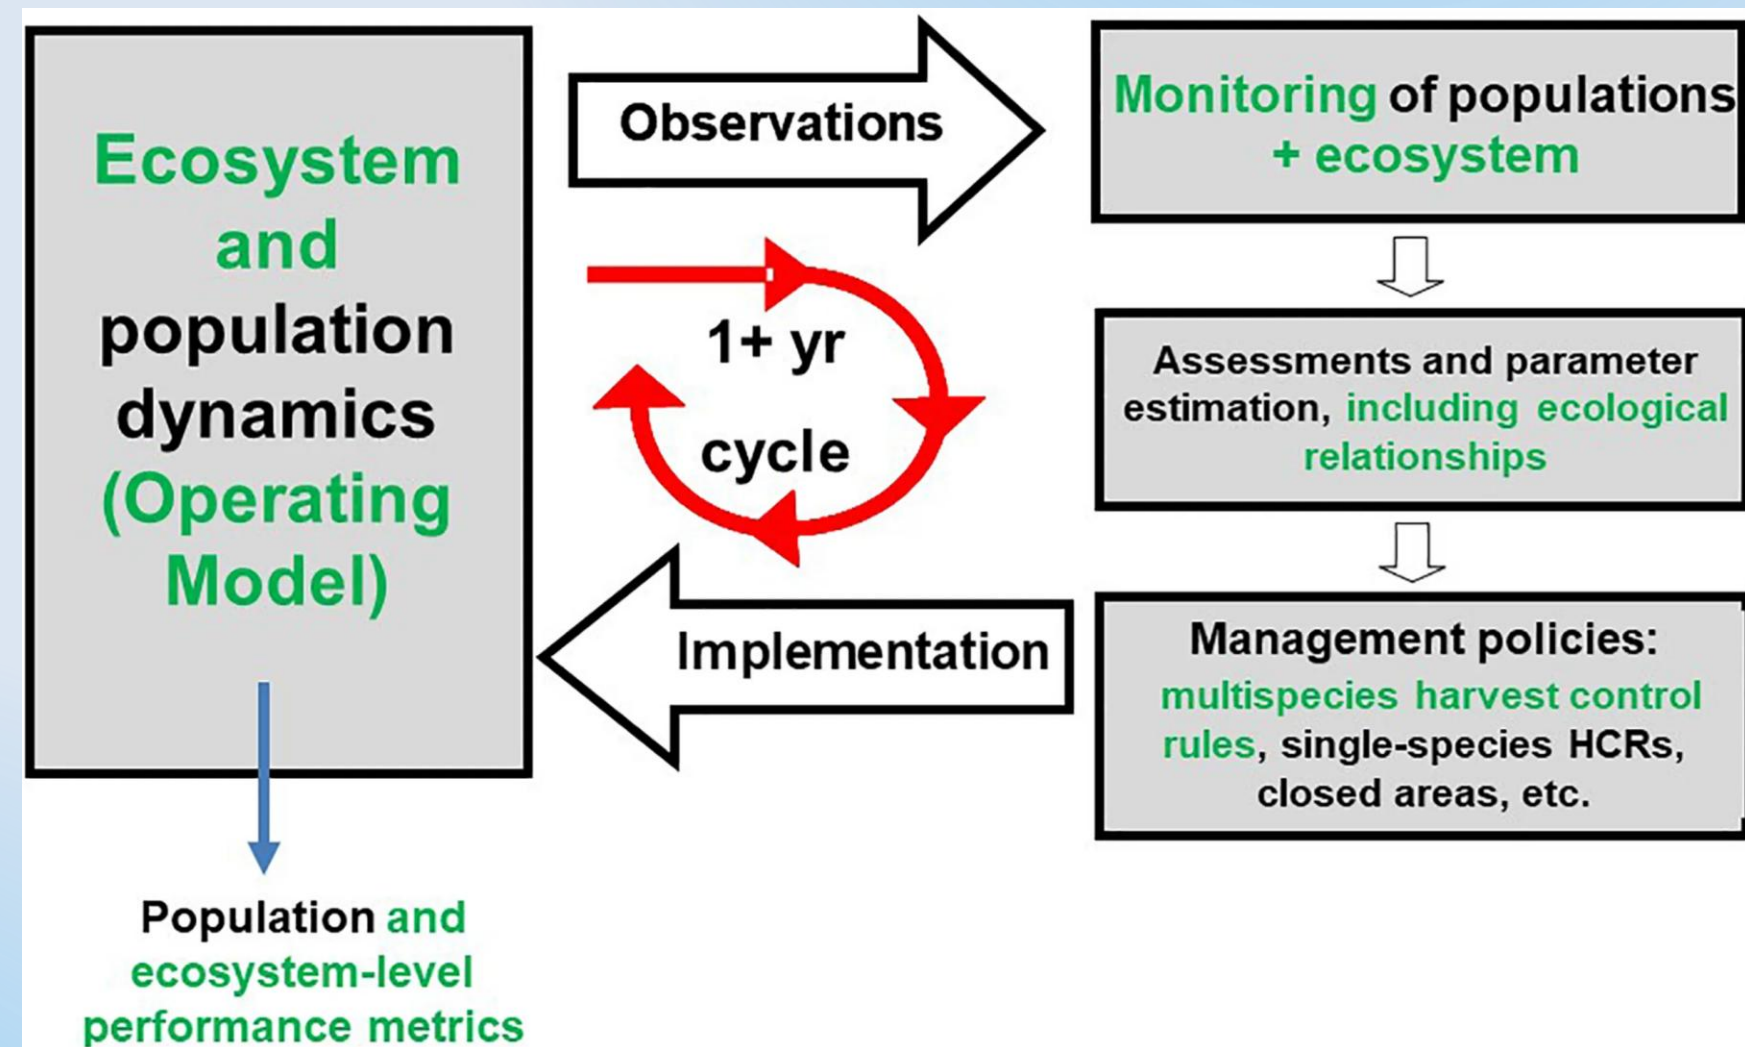 Ecosystem
and
population
dynamics
(Operating
Model)
Observations
1+ yr
cycle
Implementation
Monitoring of populations
+ ecosystem
Assessments and parameter
estimation, including ecological
relationships
Management policies:
multispecies harvest control
rules, single-species HCRs,
closed areas, etc.
Population and
ecosystem-level
performance metrics